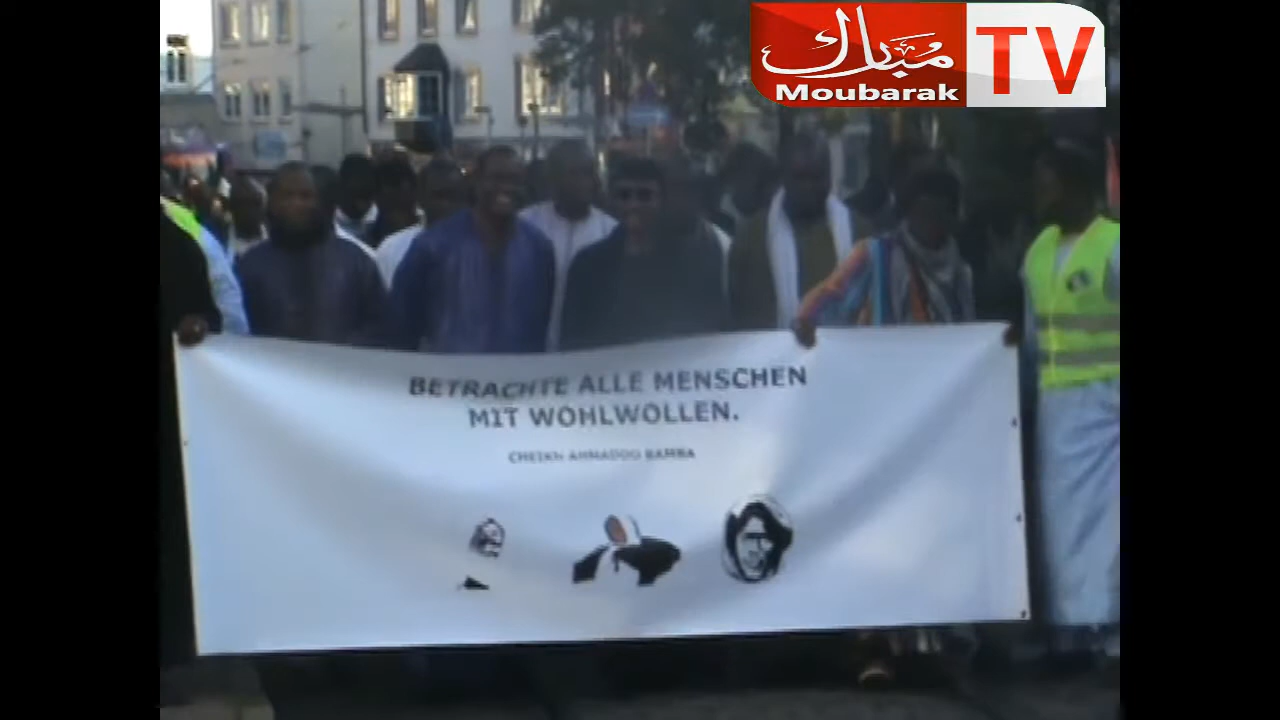 مبارك
Moubarak
TV
BETRACHTE ALLE MENSCHEN
MIT WOHLWOLLEN.
CHEIKH AHMADOU BAMBA